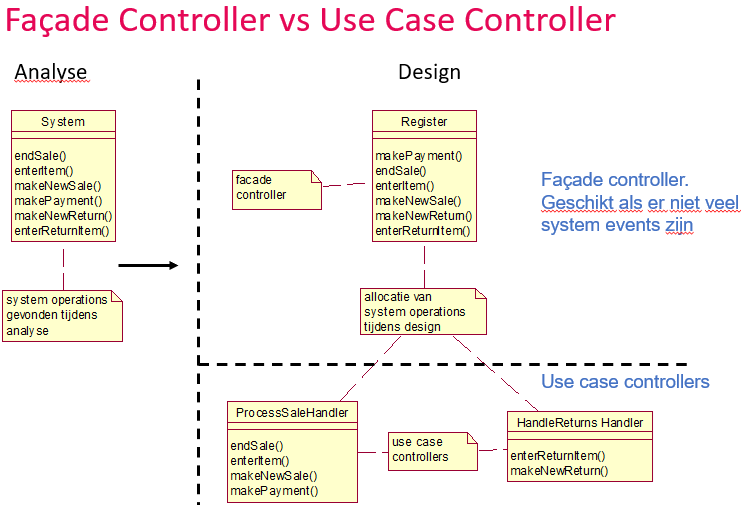 Façade Controller vs Use Case Controller
Analyse
Design
System
endSale()
enterItem()
makeNewSale()
makePayment()
makeNewReturn()
enterReturnItem()
system operations
gevonden tijdens
analyse
Register
makePayment()
endSale()
enterItem()
makeNewSale()
makeNewReturn()
enterReturnItem()
facade
controller
Façade controller.
Geschikt als er niet veel
system events zijn
allocatie van
system operations
tijdens design
Use case controllers
ProcessSaleHandler
endSale()
enterItem()
makeNewSale()
makePayment()
use case
controllers
HandleReturns Handler
enterReturnItem()
makeNewReturn()